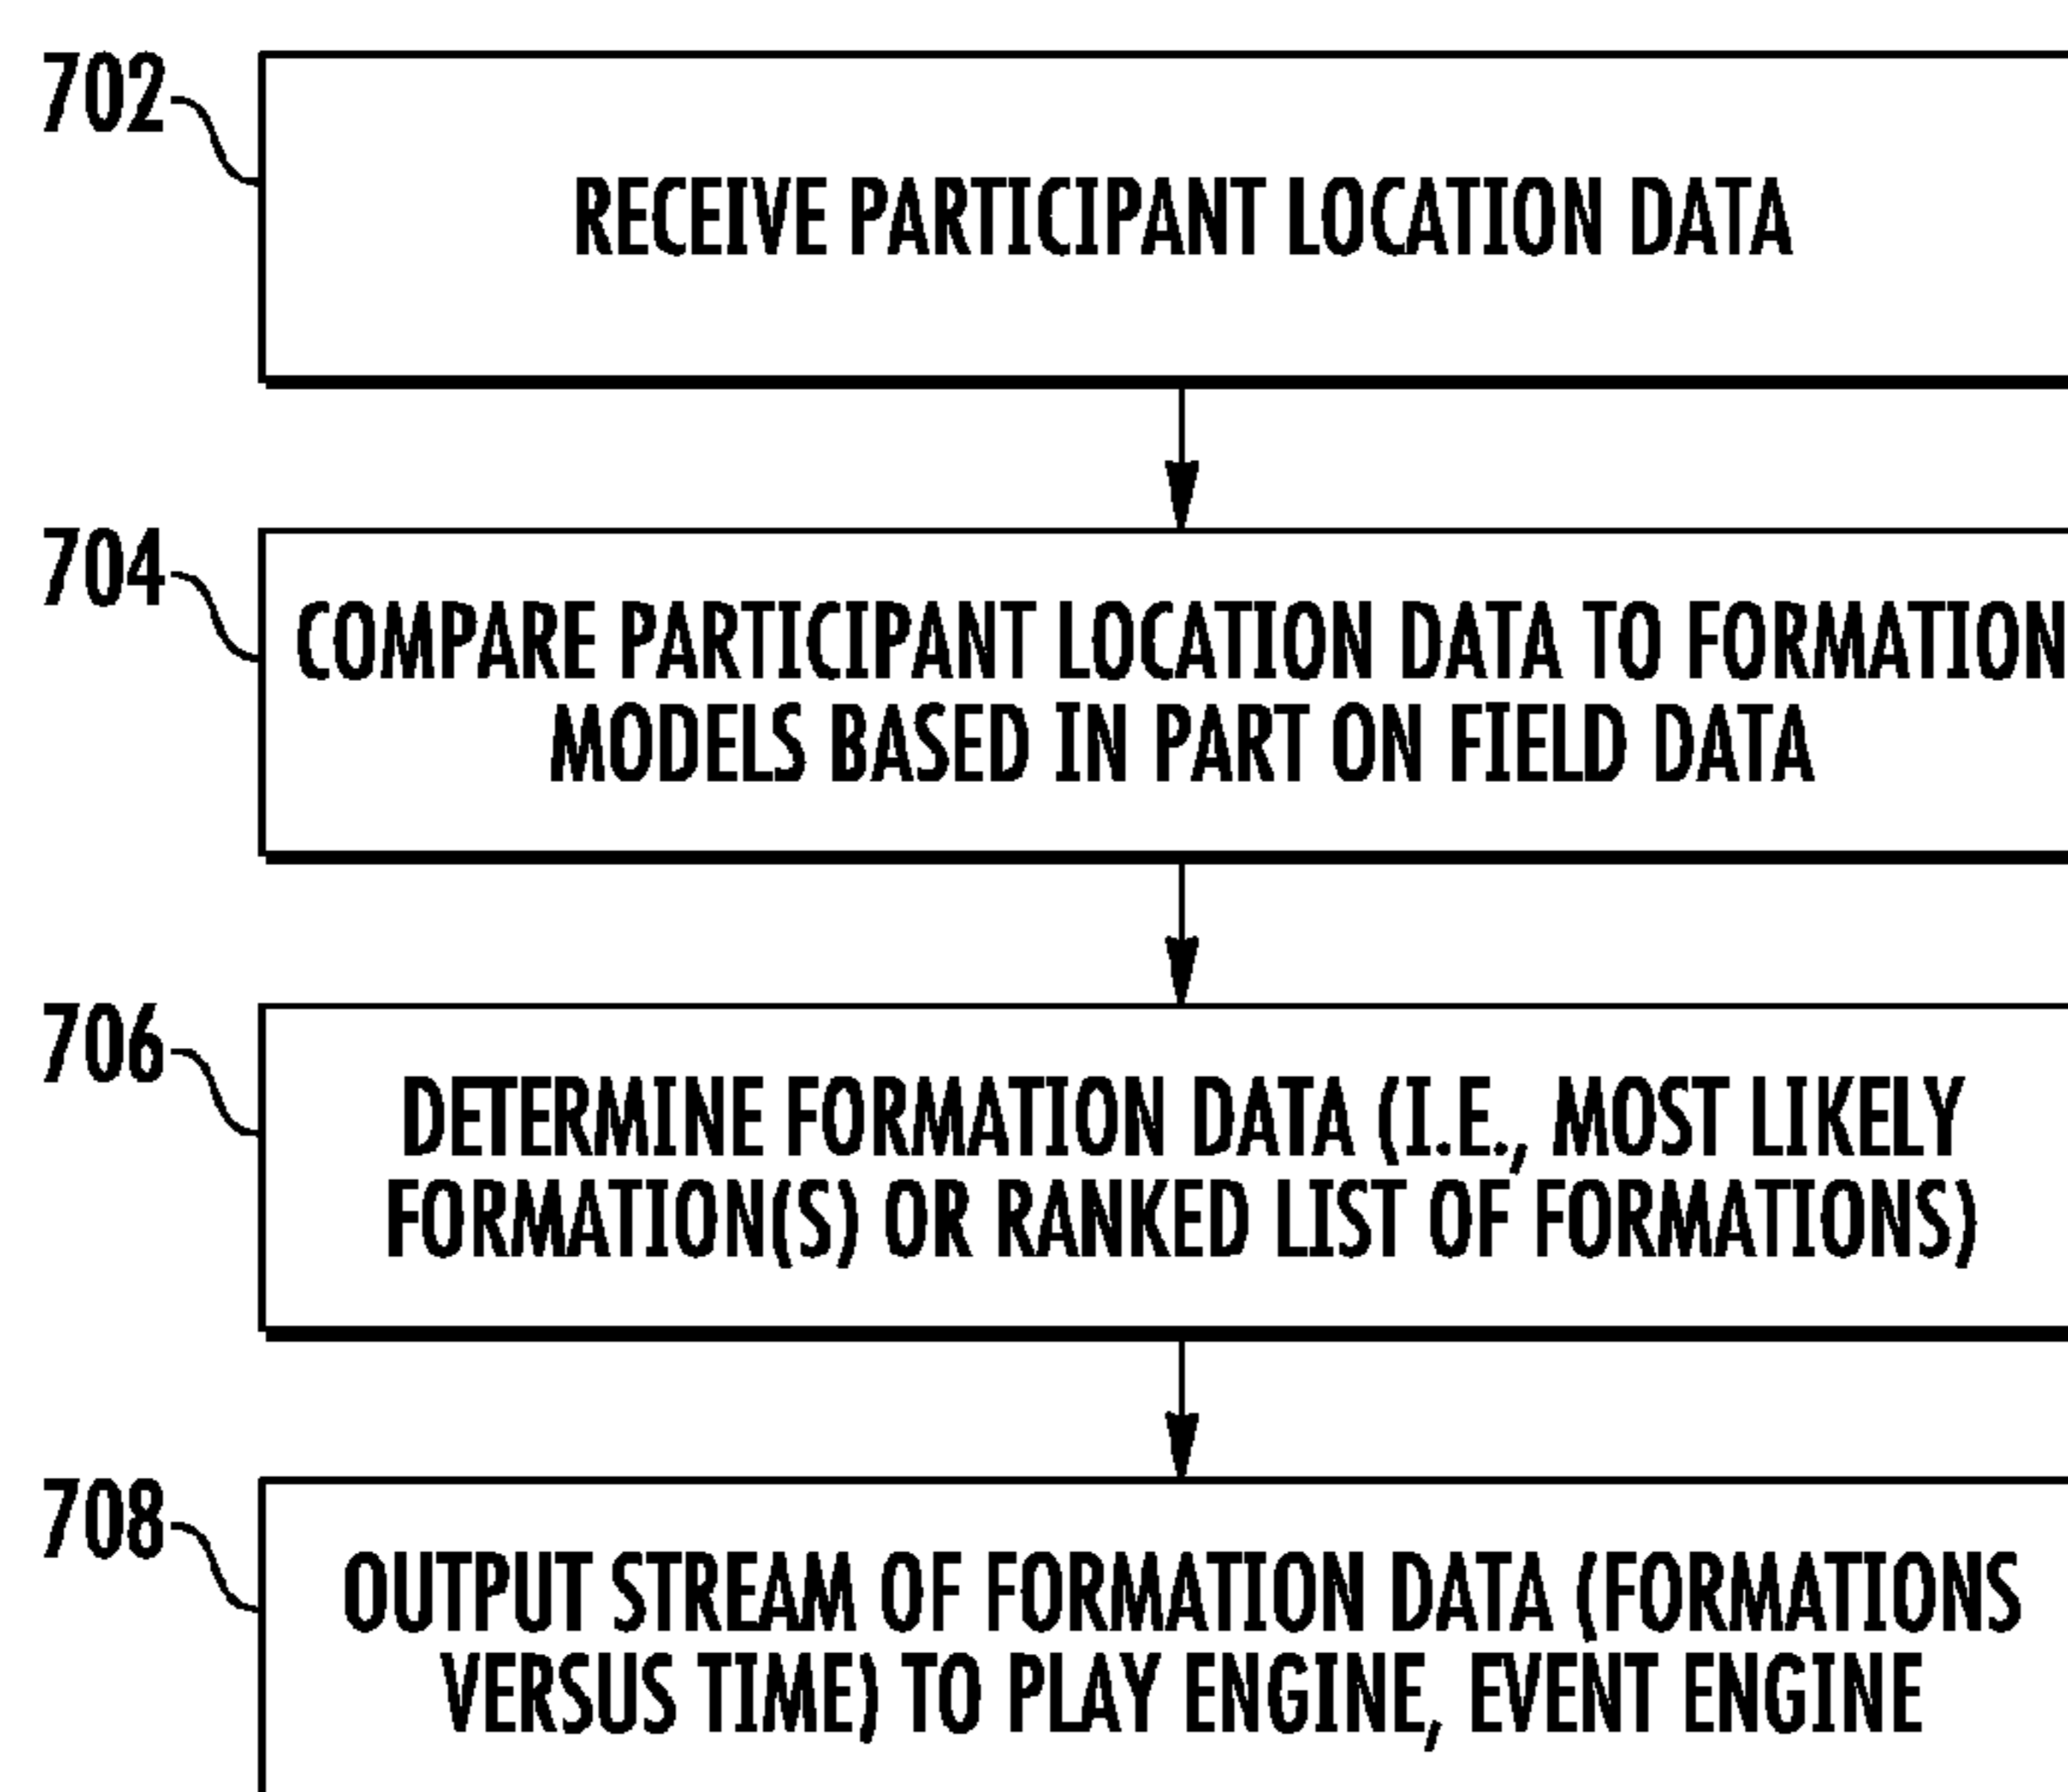 702
RECEIVE PARTICIPANT LOCATION DATA
704
COMPARE PARTICIPANT LOCATION DATA TO FORMATION
MODELS BASED IN PART ON FIELD DATA
706
DETERMINE FORMATION DATA (I.E., MOST LIKELY
FORMATION(S) OR RANKED LIST OF FORMATIONS)
708
OUTPUT STREAM OF FORMATION DATA (FORMATIONS
VERSUS TIME) TO PLAY ENGINE, EVENT ENGINE